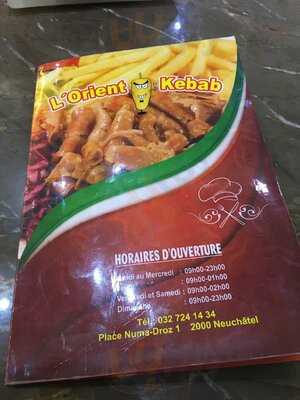 L'Orient Kebab
HORAIRES D'OUVERTURE
au Mercredi : 09h00-23h00
: 09h00-01h00
et Samedi : 09h00-02h00
: 09h00-23h00
Tél.: 032 724 14 34
Place Numa-Droz 1 2000 Neuchâtel